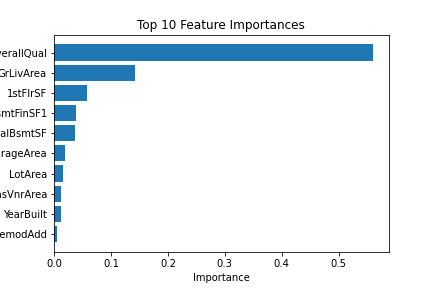 Top 10 Feature Importances
verallQual
GrLivArea
1stFlrSF
smtFinSF1
alBsmtSF
rageArea
LotArea
sVnrArea
YearBuilt
emodAdd
0.0 0.1 0.2 0.3 0.4 0.5
Importance